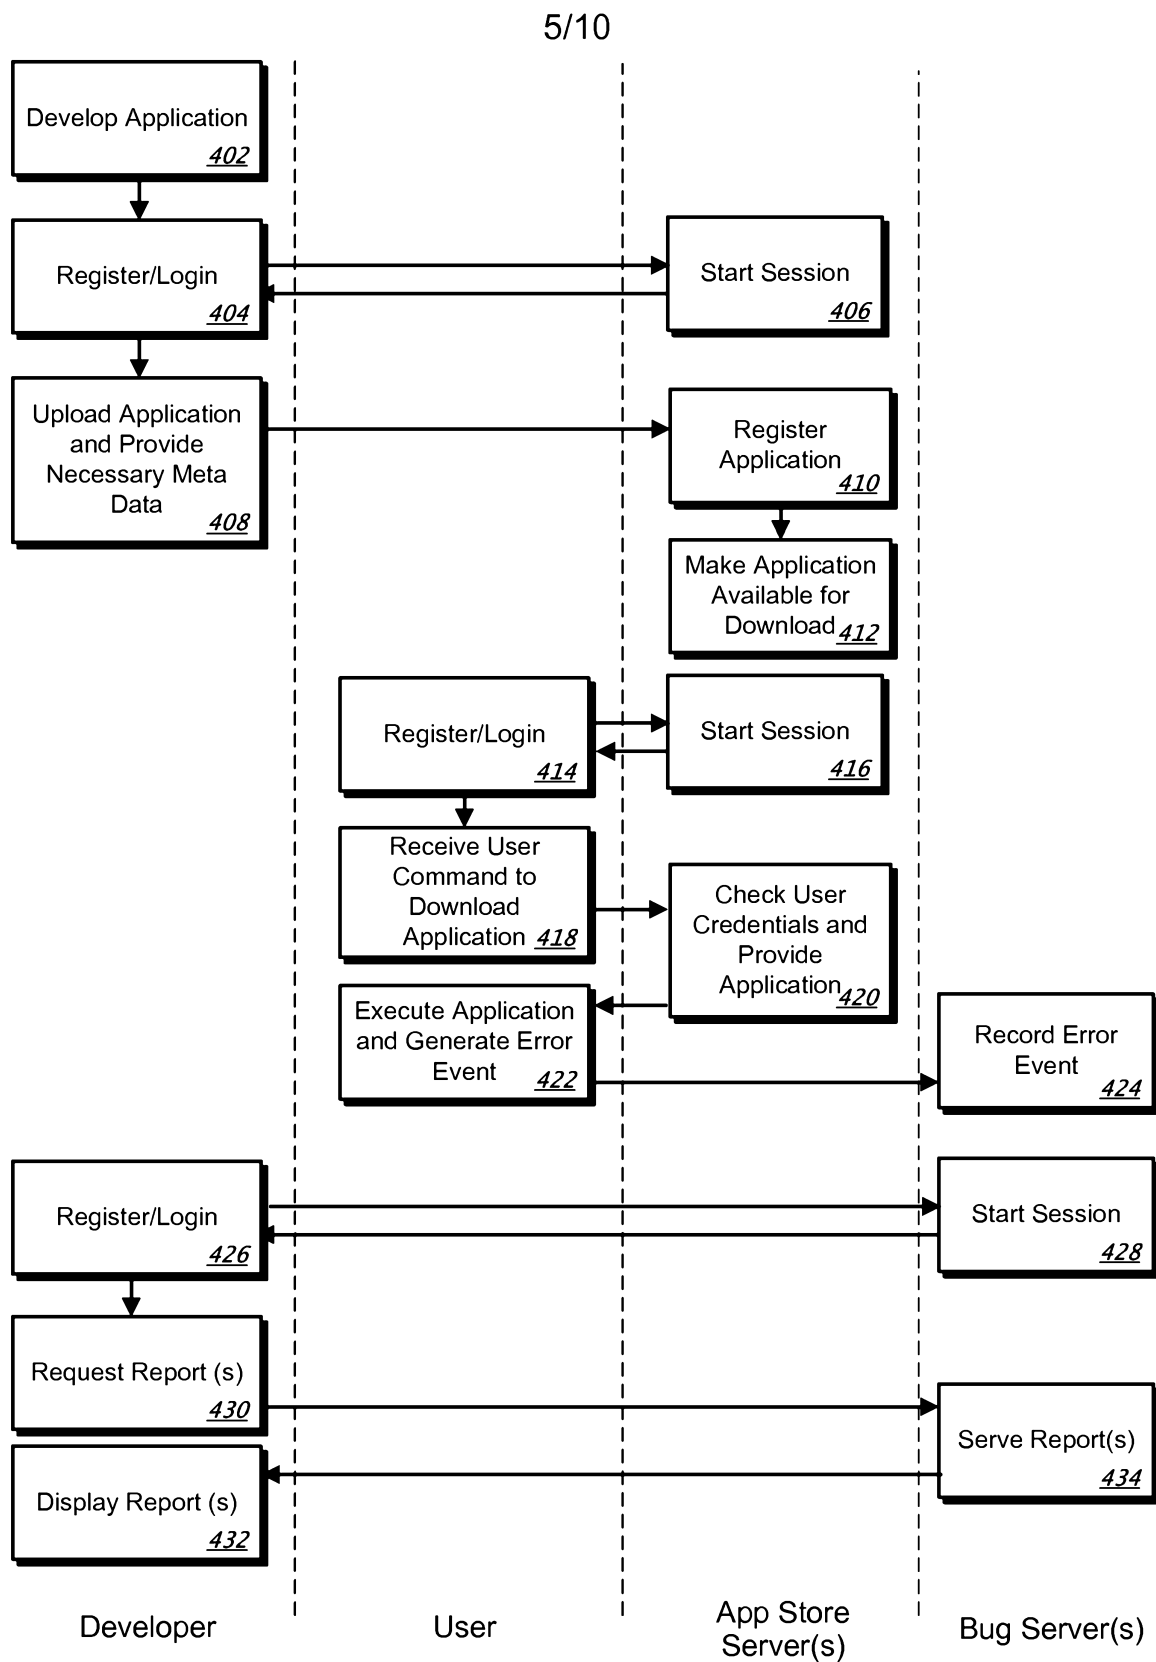 5/10
Develop Application
402
Register/Login
404
Start Session
406
Upload Application
and Provide
Necessary Meta
Data
408
Register
Application
410
Make Application
Available for
Download
412
Register/Login
414
Start Session
416
Receive User
Command to
Download
Application
418
Check User
Credentials and
Provide
Application
420
Execute Application
and Generate Error
Event
422
Record Error
Event
424
Register/Login
426
Start Session
428
Request Report (s)
430
Serve Report(s)
434
Display Report (s)
432
Developer
User
App Store
Server(s)
Bug Server(s)